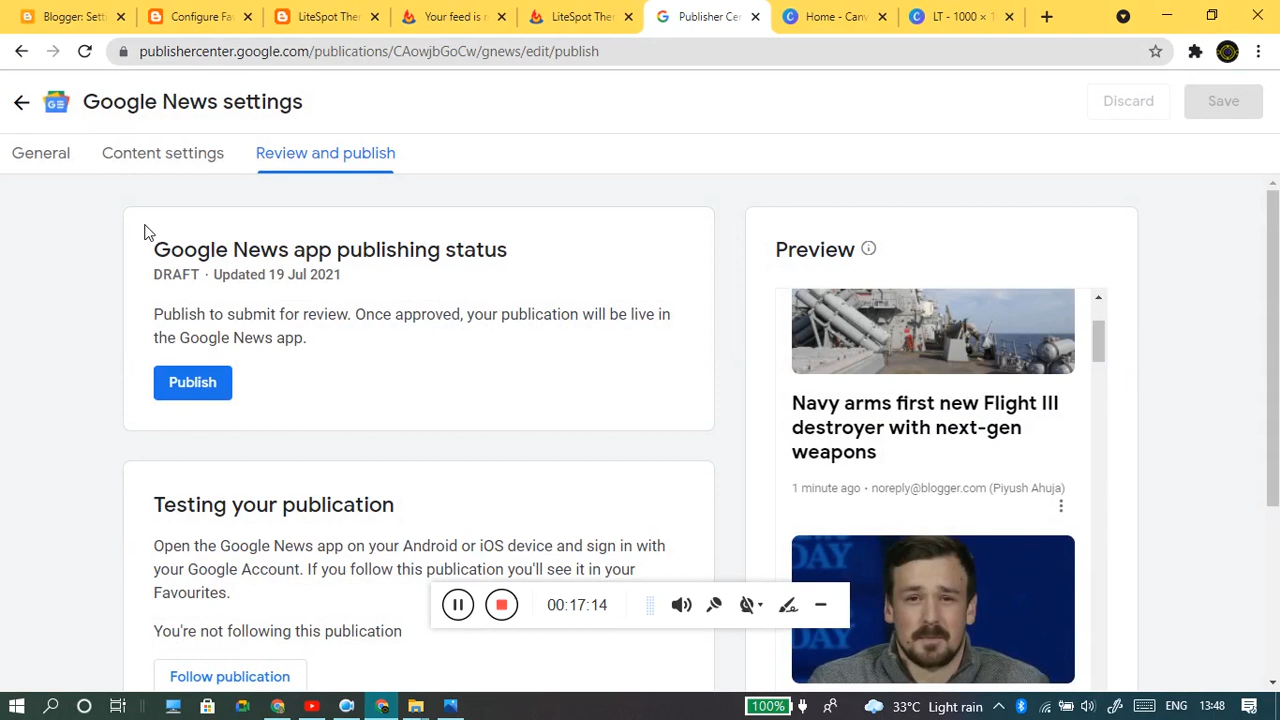 Blogger: Setti
Configure Fa
LiteSpot Ther
Your feed is r
LiteSpot Ther
Publisher Cer
Home - Canv
LT - 1000 × 1
publishercenter.google.com/publications/CAowjbGoCw/gnews/edit/publish
Google News settings
Discard
Save
General
Content settings
Review and publish
Google News app publishing status
DRAFT · Updated 19 Jul 2021
Publish to submit for review. Once approved, your publication will be live in
the Google News app.
Publish
Preview
Navy arms first new Flight III
destroyer with next-gen
weapons
1 minute ago • noreply@blogger.com (Piyush Ahuja)
DAY
Testing your publication
Open the Google News app on your Android or iOS device and sign in with
your Google Account. If you follow this publication you'll see it in your
Favourites.
You're not following this publication
Follow publication
00:17:14
100%
33°C Light rain
ENG
13:48